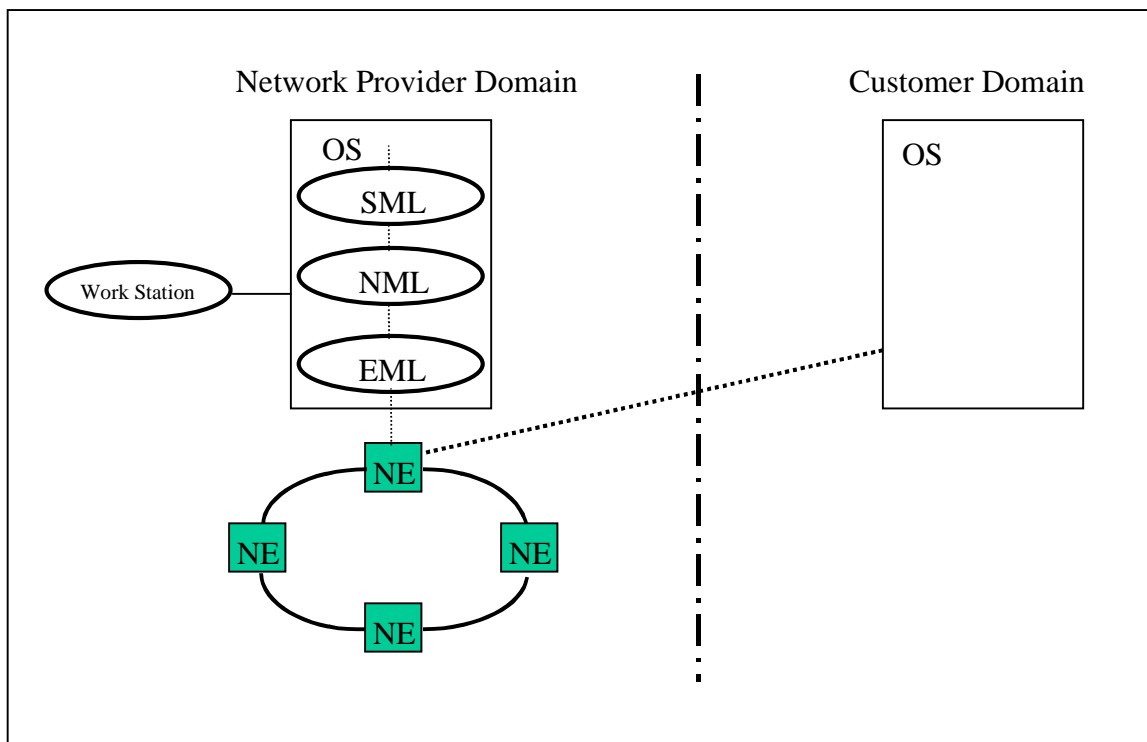 Network Provider Domain
Customer Domain
OS
OS
SML
NML
Work Station
EML
NE
NE
NE
NE